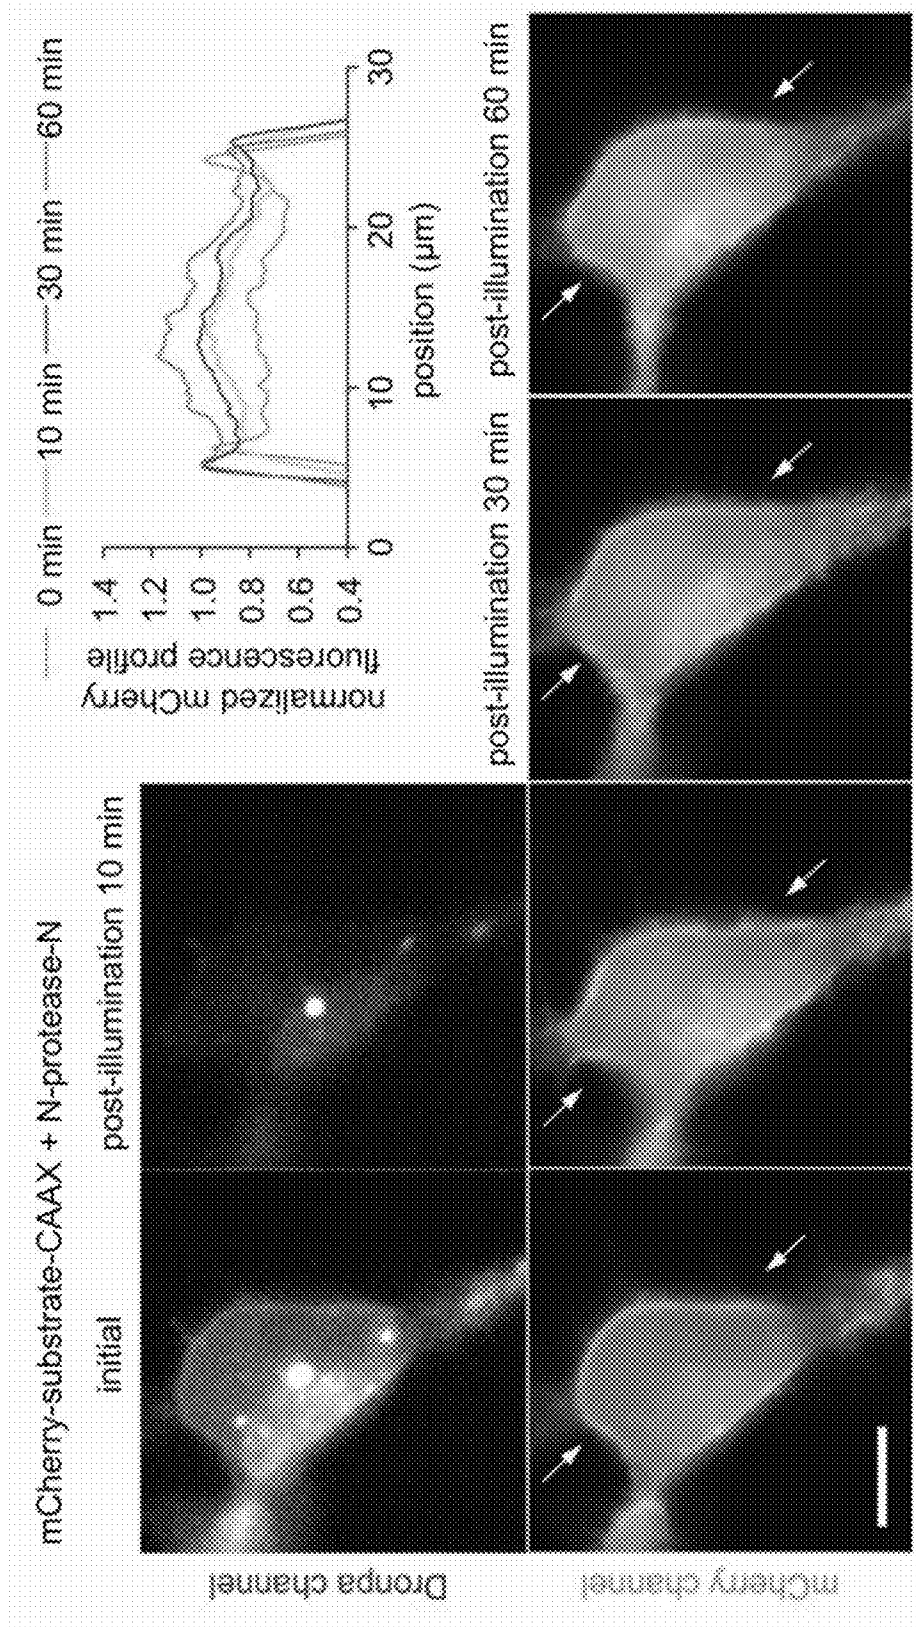 mCherry-substrate-CAAX + N-protease-N
initial
post-illumination 10 min
Dronpa channel
mCherry channel
0 min
10 min
30 min
60 min
normalized mCherry
fluorescence profile
1.4
1.2
1.0
0.8
0.6
0.4
0
10
20
30
position (µm)
post-illumination 30 min
post-illumination 60 min